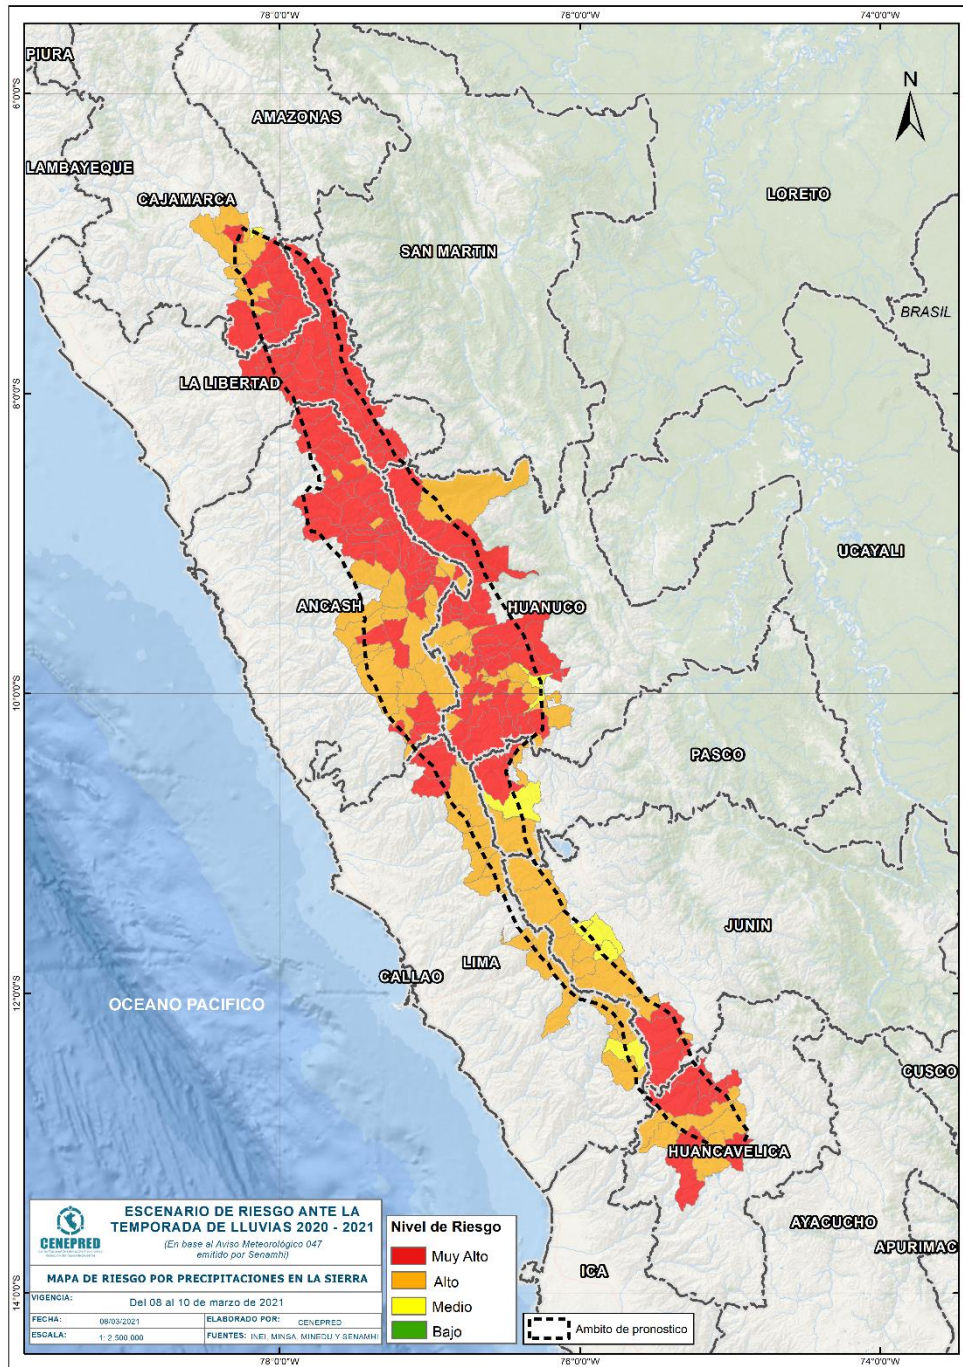 78°0'0"W
76°0'0"W
74°0'0"W
PIURA
N
6°0'0"S
AMAZONAS
LAMBAYEQUE
LORETO
CAJAMARCA
SAN MARTIN
BRASIL
LA LIBERTAD
8°0'0"S
UCAYALI
ANCASH
HUANUCO
10°0'0"S
PASCO
JUNIN
LIMA
CALLAO
12°0'0"S
OCEANO PACIFICO
CUSCO
HUANCAVELICA
AYACUCHO
APURIMAC
ICA
14°0'0"S
CENEPRED
ESCENARIO DE RIESGO ANTE LA
TEMPORADA DE LLUVIAS 2020 - 2021
(En base al Aviso Meteorológico 047
emitido por Senamhi)
MAPA DE RIESGO POR PRECIPITACIONES EN LA SIERRA
VIGENCIA: Del 08 al 10 de marzo de 2021
FECHA: 08/03/2021 ELABORADO POR: CENEPRED
ESCALA: 1: 2 500 000 FUENTES: INEI, MINSA, MINEDU Y SENAMHI
Nivel de Riesgo
Muy Alto
Alto
Medio
Bajo
Ambito de pronostico
78°0'0"W
76°0'0"W
74°0'0"W